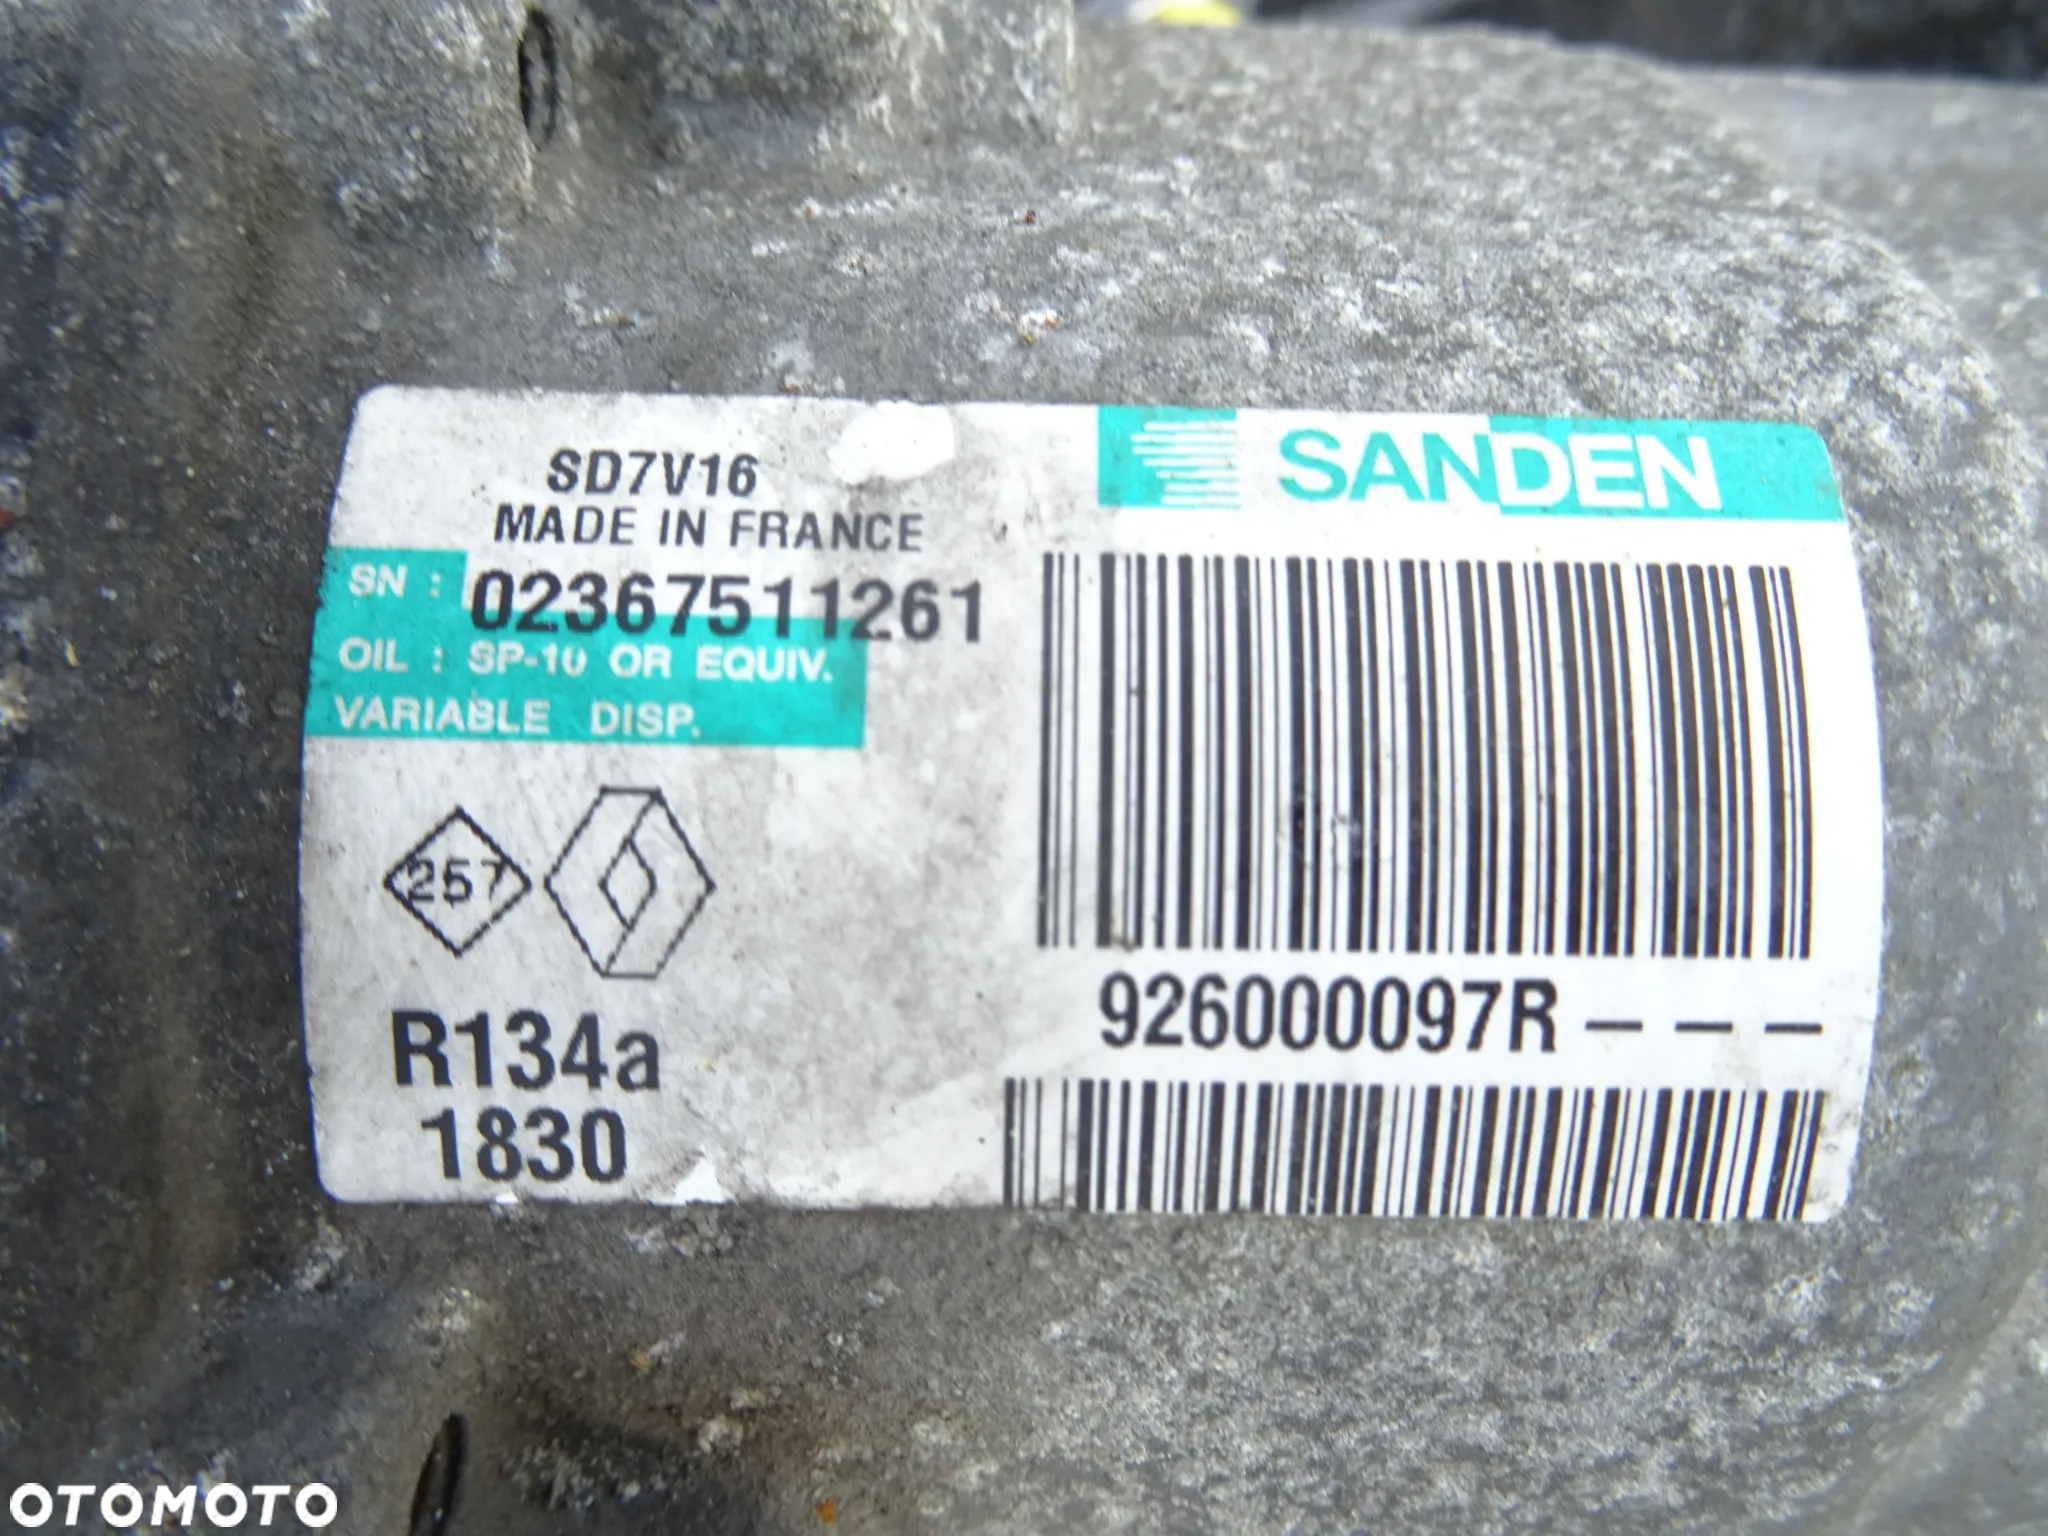 SD7V16
MADE IN FRANCE
SANDEN
SN : 02367511261
OIL : SP-10 OR EQUIV.
VARIABLE DISP.
257
R134a
1830
926000097R - - -
OTOMOTO